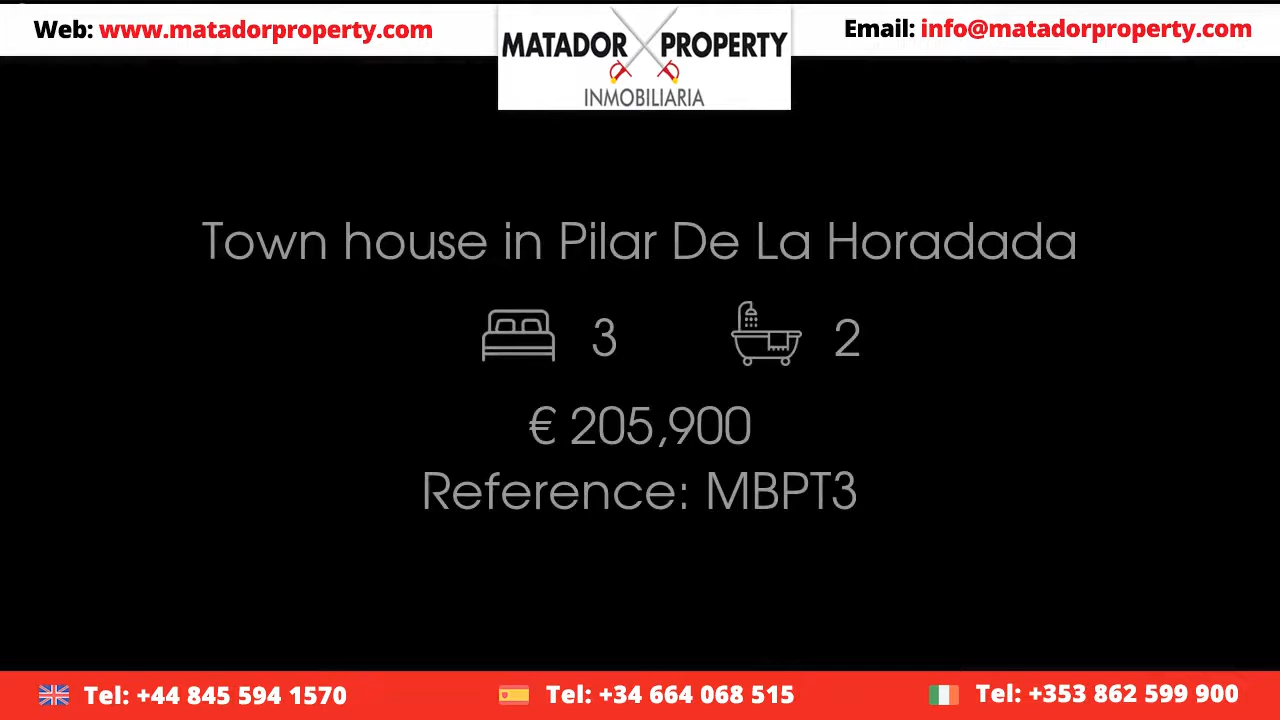 Web: www.matadorproperty.com
MATADOR PROPERTY
INMOBILIARIA
Email: info@matadorproperty.com
Town house in Pilar De La Horadada
3 2
€ 205,900
Reference: MBPT3
Tel: +44 845 594 1570
Tel: +34 664 068 515
Tel: +353 862 599 900